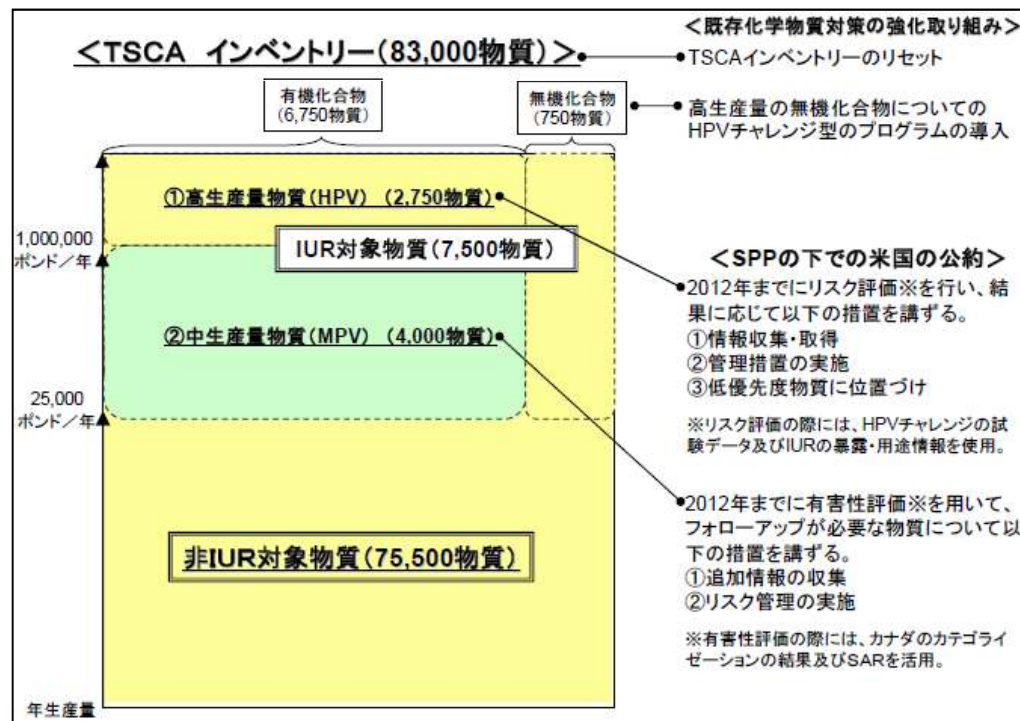 ＜TSCA インベントリー(83,000物質)＞
有機化合物
(6,750物質)
無機化合物
(750物質)
①高生産量物質(HPV) (2,750物質)
IUR対象物質(7,500物質)
1,000,000
ポンド／年
②中生産量物質(MPV) (4,000物質)
25,000
ポンド／年
非IUR対象物質(75,500物質)
年生産量
＜既存化学物質対策の強化取り組み＞
TSCAインベントリーのリセット
高生産量の無機化合物についての
HPVチャレンジ型のプログラムの導入
＜SPPの下での米国の公約＞
2012年までにリスク評価※を行い、結
果に応じて以下の措置を講ずる。
①情報収集・取得
②管理措置の実施
③低優先度物質に位置づけ
※リスク評価の際には、HPVチャレンジの試
験データ及びIURの暴露・用途情報を使用。
2012年までに有害性評価※を用いて、
フォローアップが必要な物質について以
下の措置を講ずる。
①追加情報の収集
②リスク管理の実施
※有害性評価の際には、カナダのカテゴライ
ゼーションの結果及びSARを活用。